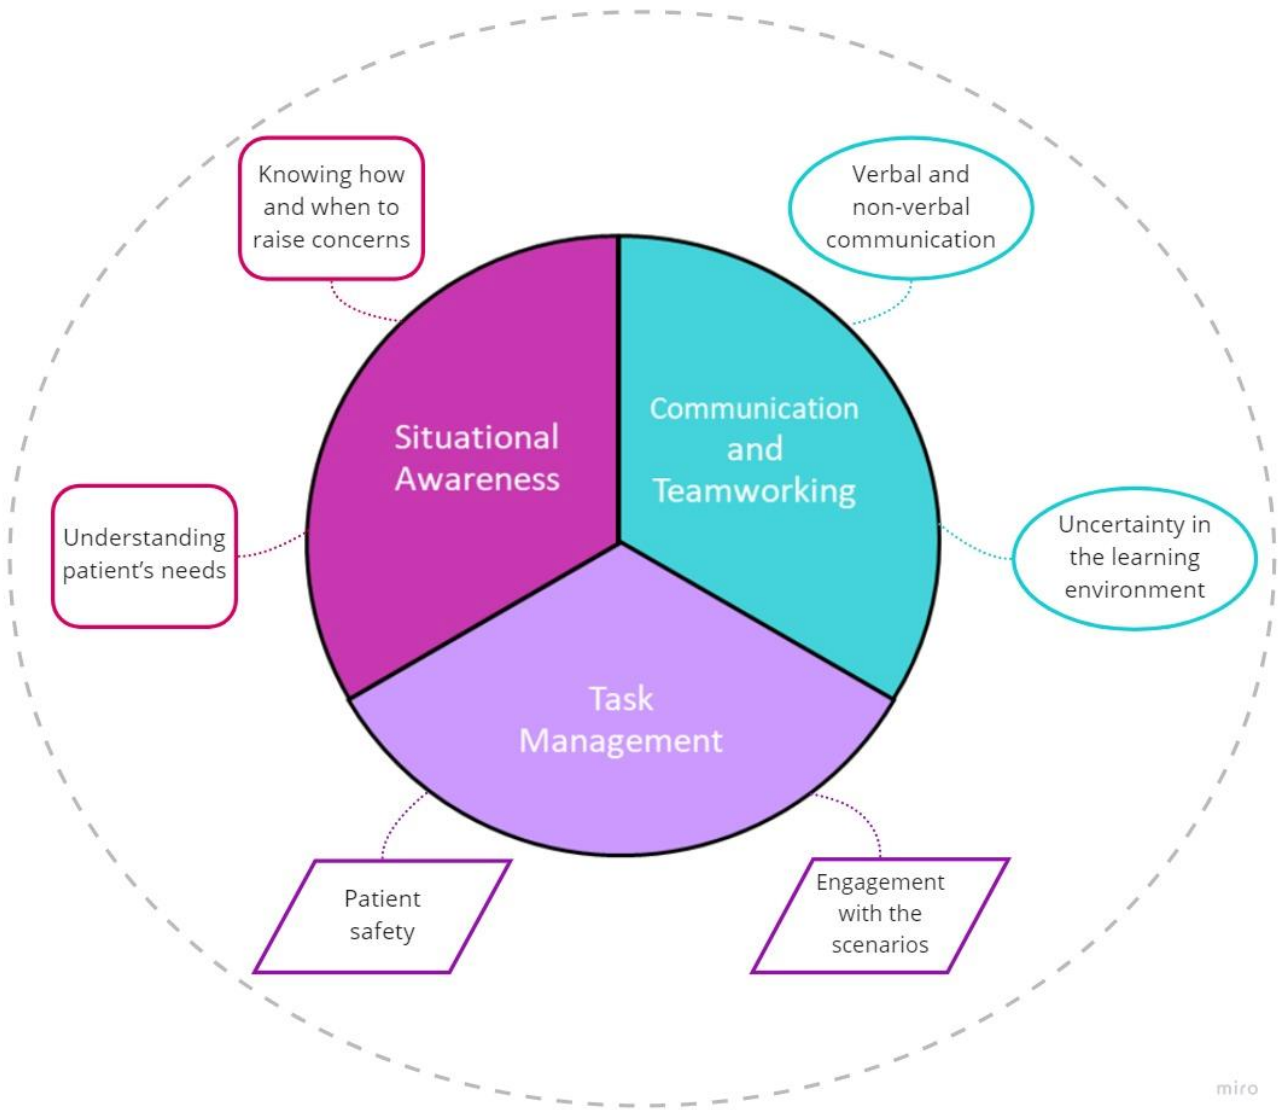 Knowing how
and when to
raise concerns
Verbal and
non-verbal
communication
Situational
Awareness
Communication
and
Teamworking
Understanding
patient’s needs
Uncertainty in
the learning
environment
Task
Management
Patient
safety
Engagement
with the
scenarios
miro